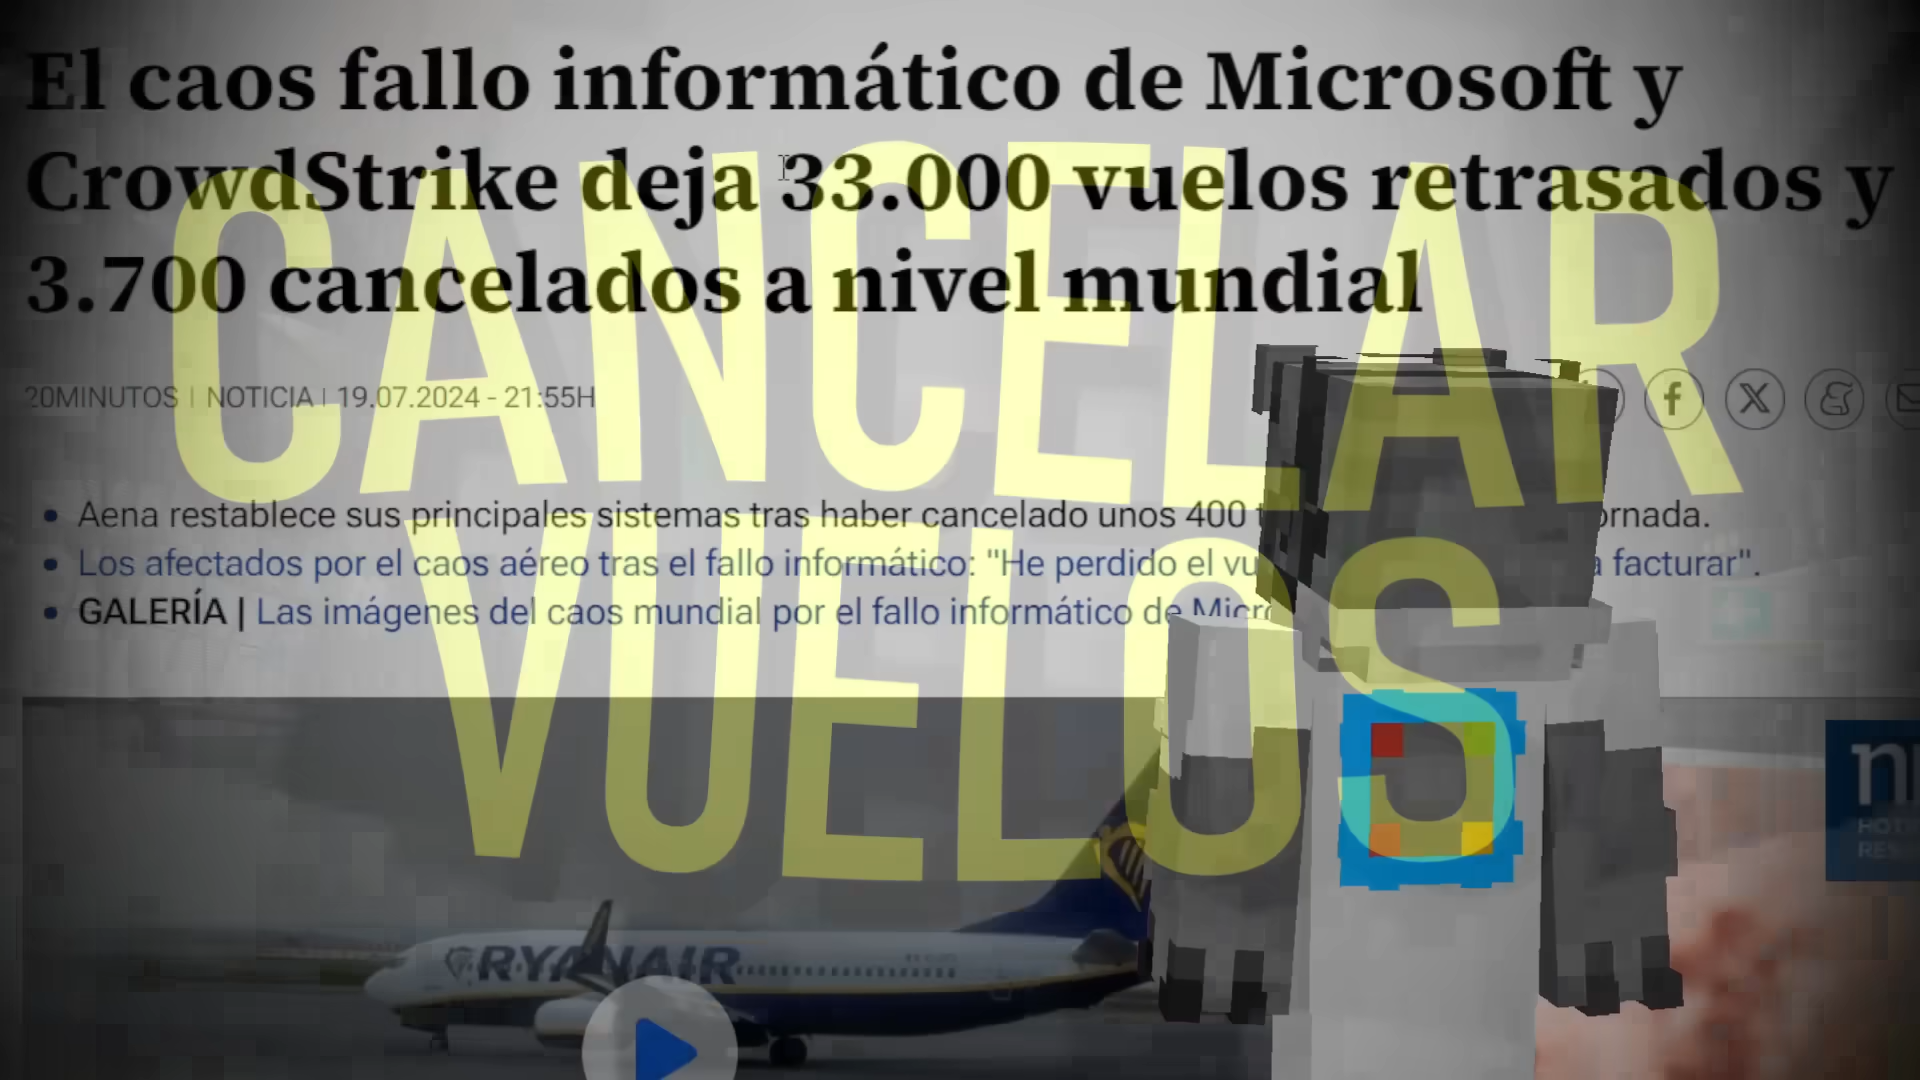 El caos fallo informático de Microsoft y
CrowdStrike deja 33.000 vuelos retrasados y
3.700 cancelados a nivel mundial
CANCELAR
VUELOS
20MINUTOS | NOTICIA | 19.07.2024 - 21:55H
Aena restablece sus principales sistemas tras haber cancelado unos 400
Los afectados por el caos aéreo tras el fallo informático: "He perdido el facturar".
GALERÍA | Las imágenes del caos mundial por el fallo informático de
RYANAIR